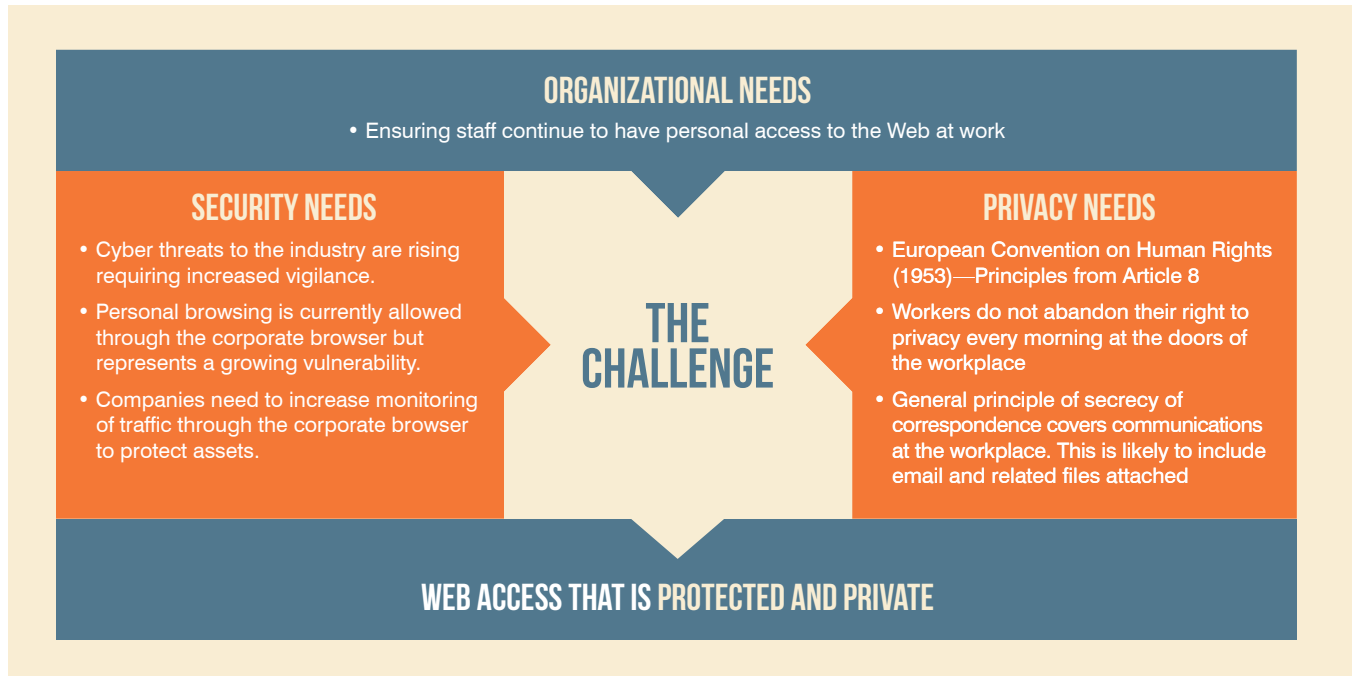 ORGANIZATIONAL NEEDS
• Ensuring staff continue to have personal access to the Web at work
SECURITY NEEDS
• Cyber threats to the industry are rising
requiring increased vigilance.
• Personal browsing is currently allowed
through the corporate browser but
represents a growing vulnerability.
• Companies need to increase monitoring
of traffic through the corporate browser
to protect assets.
THE
CHALLENGE
PRIVACY NEEDS
• European Convention on Human Rights
(1953)—Principles from Article 8
• Workers do not abandon their right to
privacy every morning at the doors of
the workplace
• General principle of secrecy of
correspondence covers communications
at the workplace. This is likely to include
email and related files attached
WEB ACCESS THAT IS PROTECTED AND PRIVATE